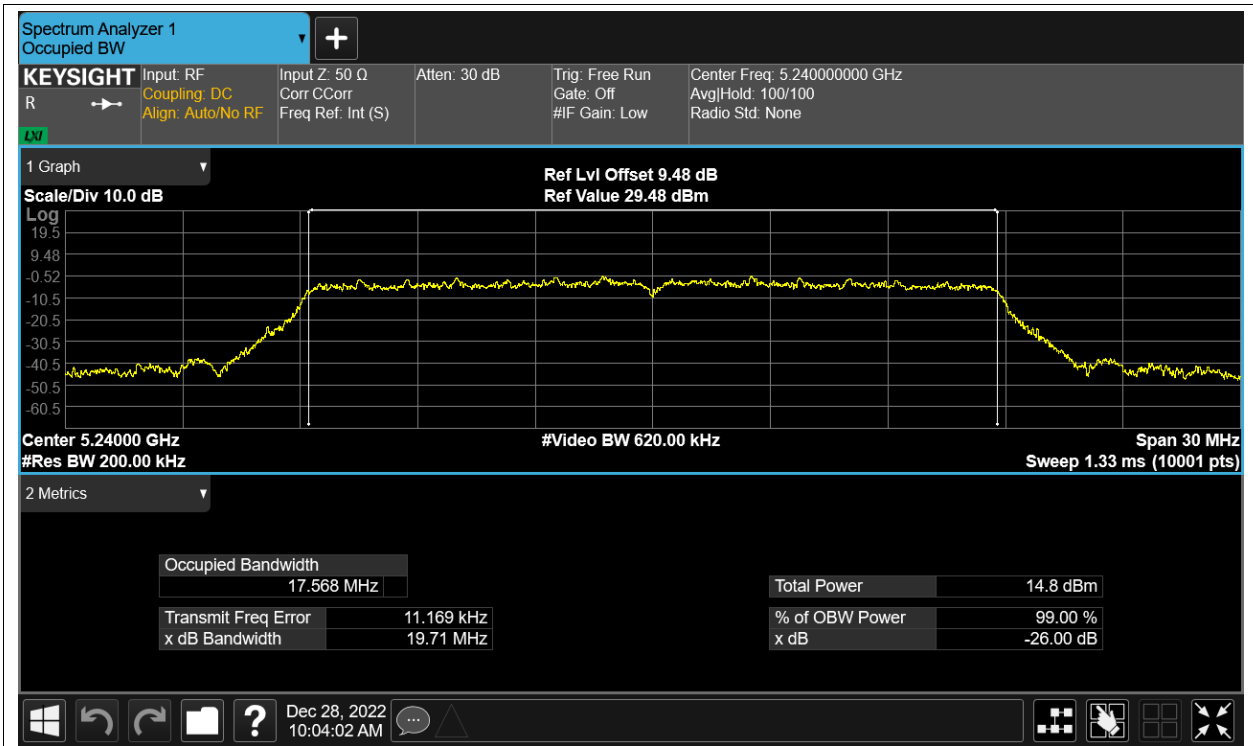 Spectrum Analyzer 1
Occupied BW
KEYSIGHT
R
LXI
Input: RF
Coupling: DC
Align: Auto/No RF
Input Z: 50 Ω
Corr CCorr
Freq Ref: Int (S)
Atten: 30 dB
Trig: Free Run
Gate: Off
#IF Gain: Low
Center Freq: 5.240000000 GHz
Avg|Hold: 100/100
Radio Std: None
1 Graph
Scale/Div 10.0 dB
Ref Lvl Offset 9.48 dB
Ref Value 29.48 dBm
Log
19.5
9.48
-0.52
-10.5
-20.5
-30.5
-40.5
-50.5
-60.5
Center 5.24000 GHz
#Video BW 620.00 kHz
Span 30 MHz
#Res BW 200.00 kHz
Sweep 1.33 ms (10001 pts)
2 Metrics
Occupied Bandwidth
17.568 MHz
Total Power 14.8 dBm
Transmit Freq Error 11.169 kHz
% of OBW Power 99.00 %
x dB Bandwidth 19.71 MHz
x dB -26.00 dB
?
Dec 28, 2022
10:04:02 AM